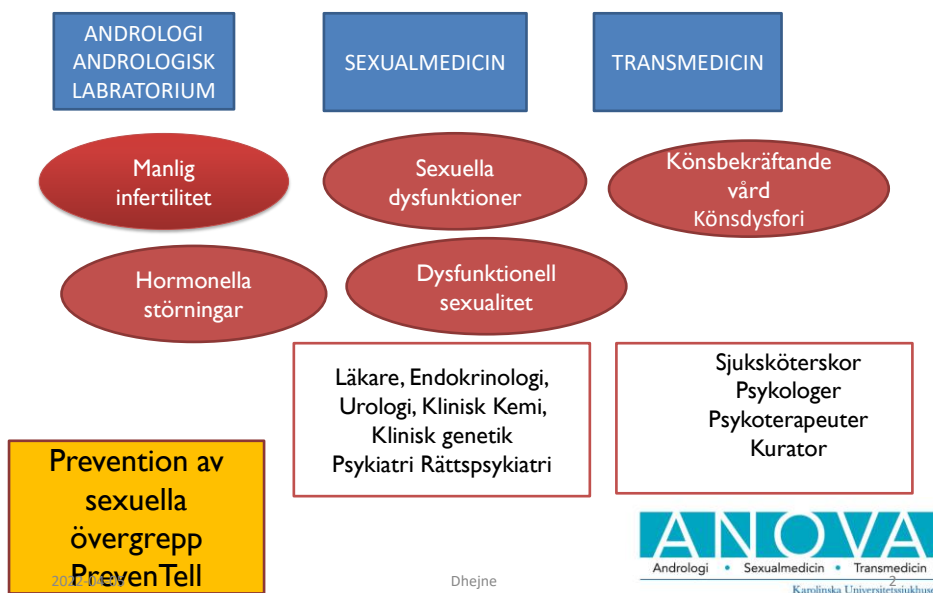 ANDROLOGI
ANDROLOGISK
LABRATORIUM
SEXUALMEDICIN
TRANSMEDICIN
Manlig
infertilitet
Sexuella
dysfunktioner
Könsbekräftande
vård
Könsdysfori
Hormonella
störningar
Dysfunktionell
sexualitet
Läkare, Endokrinologi,
Urologi, Klinisk Kemi,
Klinisk genetik
Psykiatri Rättspsykiatri
Sjuksköterskor
Psykologer
Psykoterapeuter
Kurator
Prevention av
sexuella
övergrepp
PrevenTell
Dhejne
2
ANOVA
Andrologi • Sexualmedicin • Transmedicin
Karolinska Universitetssjukhuse